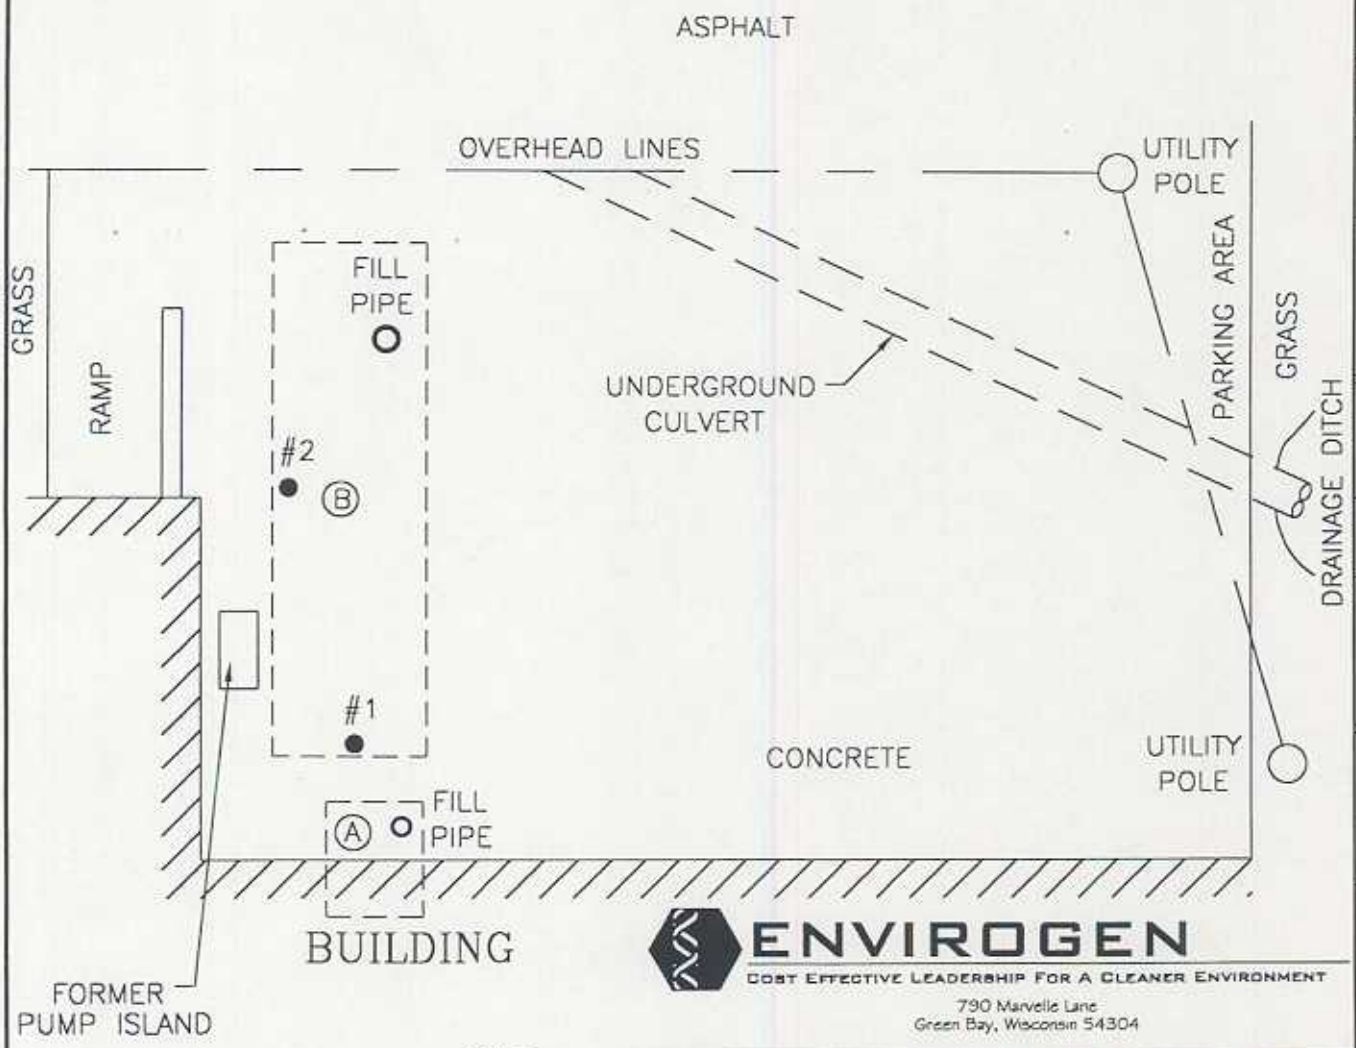 ASPHALT
OVERHEAD LINES
UTILITY
POLE
GRASS
RAMP
FILL
PIPE
PARKING AREA
GRASS
UNDERGROUND
CULVERT
DRAINAGE DITCH
#2
B
#1
CONCRETE
UTILITY
POLE
A
FILL
PIPE
BUILDING
FORMER
PUMP ISLAND
ENVIROGEN
COST EFFECTIVE LEADERSHIP FOR A CLEANER ENVIRONMENT
790 Marvelle Lane
Green Bay, Wisconsin 54304